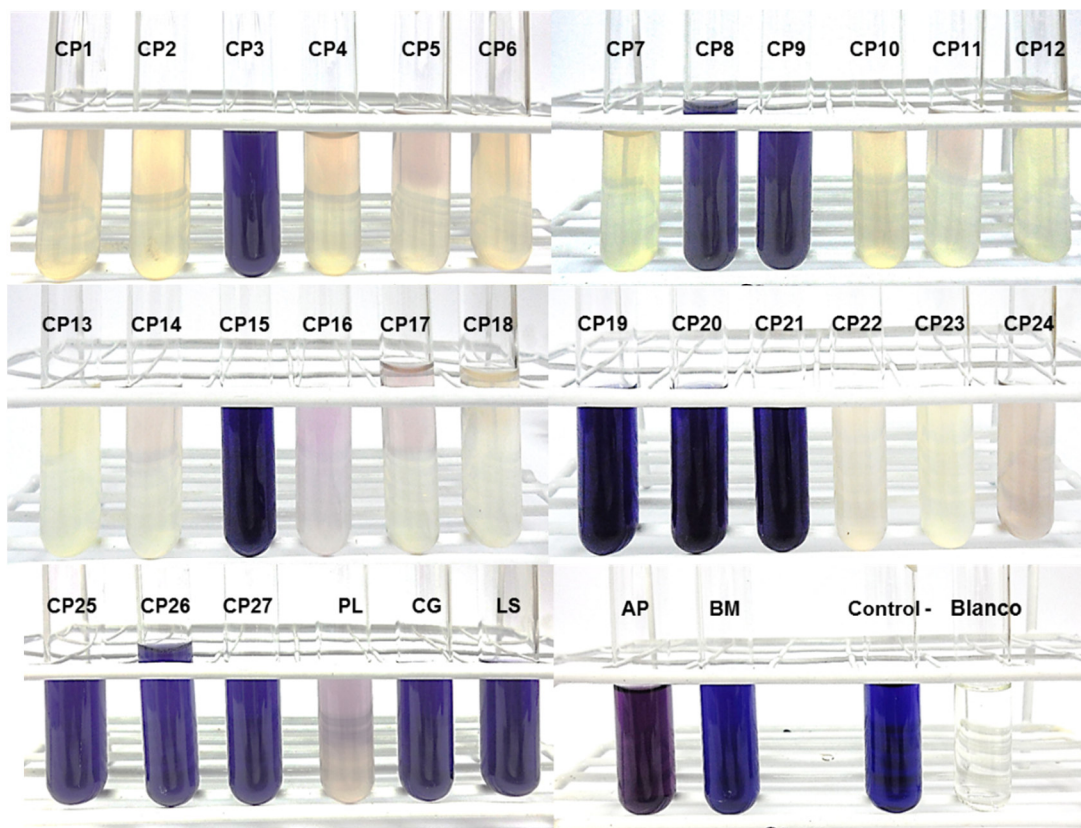 CP1 CP2 CP3 CP4 CP5 CP6
CP7 CP8 CP9 CP10 CP11 CP12
CP13 CP14 CP15 CP16 CP17 CP18
CP19 CP20 CP21 CP22 CP23 CP24
CP25 CP26 CP27 PL CG LS
AP BM Control - Blanco